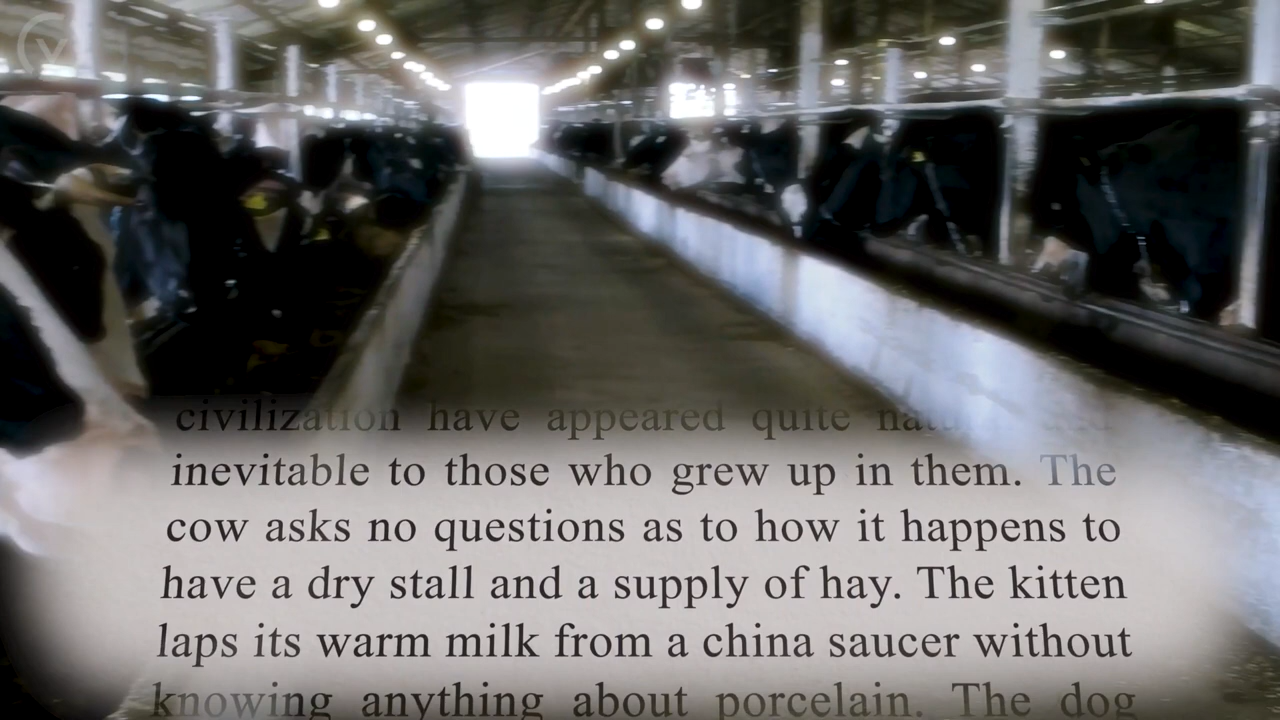 civilization have appeared quite natural and
inevitable to those who grew up in them. The
cow asks no questions as to how it happens to
have a dry stall and a supply of hay. The kitten
laps its warm milk from a china saucer without
knowing anything about porcelain. The dog